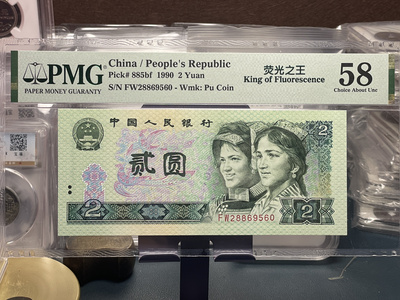 PMG
PAPER MONEY GUARANTY
China / People's Republic
Pick# 885bf 1990 2 Yuan
S/N FW28869560 - Wmk: Pu Coin
荧光之王
King of Fluorescence
58
Choice About Unc
中国人民银行
2
贰圆
FW28869560
2
2